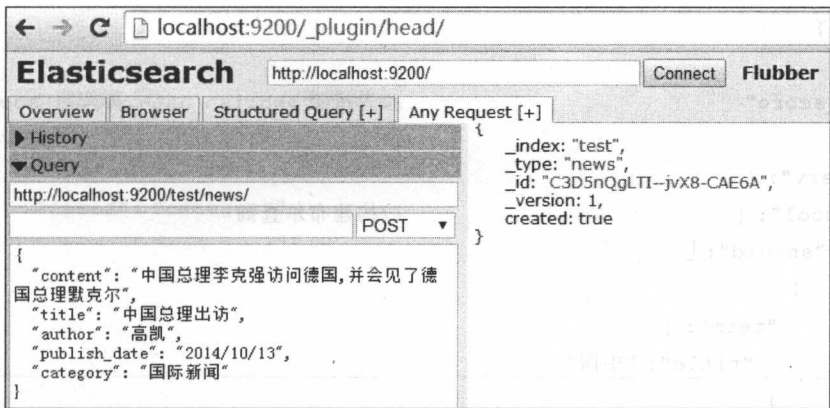 localhost:9200/_plugin/head/
Elasticsearch
http://localhost:9200/
Connect
Flubber
Overview
Browser
Structured Query [+]
Any Request [+]
History
Query
http://localhost:9200/test/news/
POST
{
"content": "中国总理李克强访问德国,并会见了德
国总理默克尔",
"title": "中国总理出访",
"author": "高凯",
"publish_date": "2014/10/13",
"category": "国际新闻"
}
{
_index: "test",
_type: "news",
_id: "C3D5nQgLTI--jvX8-CAE6A",
_version: 1,
created: true
}